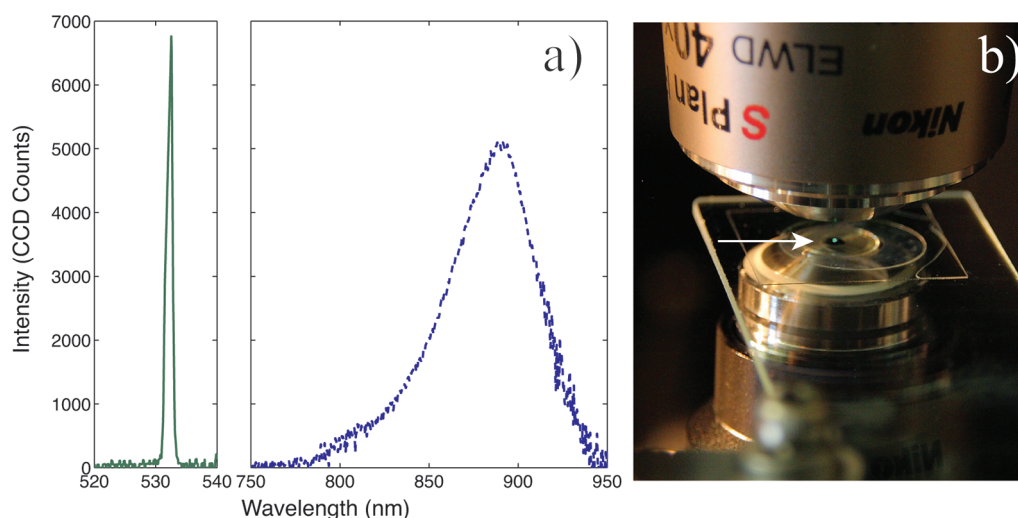 7000
6000
5000
4000
3000
2000
1000
0
Intensity (CCD Counts)
520 530 540
750 800 850 900 950
Wavelength (nm)
a)
b)
ELWD 40x
S Plan
Nikon